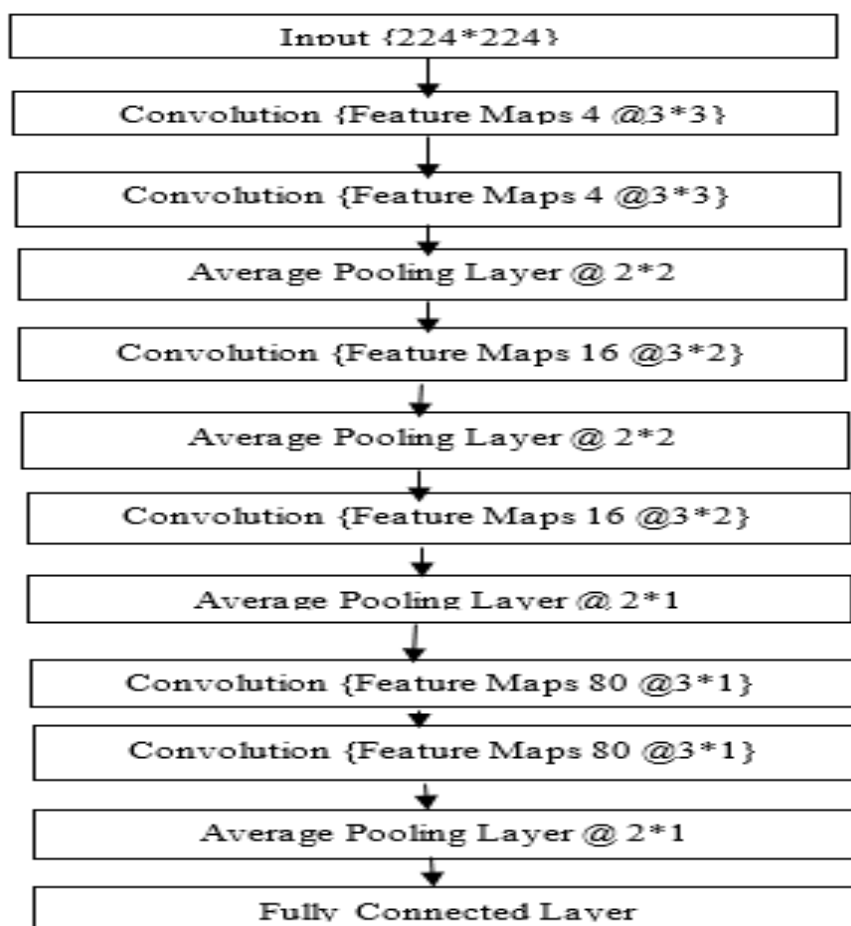 Input {224*224}
Convolution {Feature Maps 4 @3*3}
Convolution {Feature Maps 4 @3*3}
Average Pooling Layer @ 2*2
Convolution {Feature Maps 16 @3*2}
Average Pooling Layer @ 2*2
Convolution {Feature Maps 16 @3*2}
Average Pooling Layer @ 2*1
Convolution {Feature Maps 80 @3*1}
Convolution {Feature Maps 80 @3*1}
Average Pooling Layer @ 2*1
Fully Connected Layer